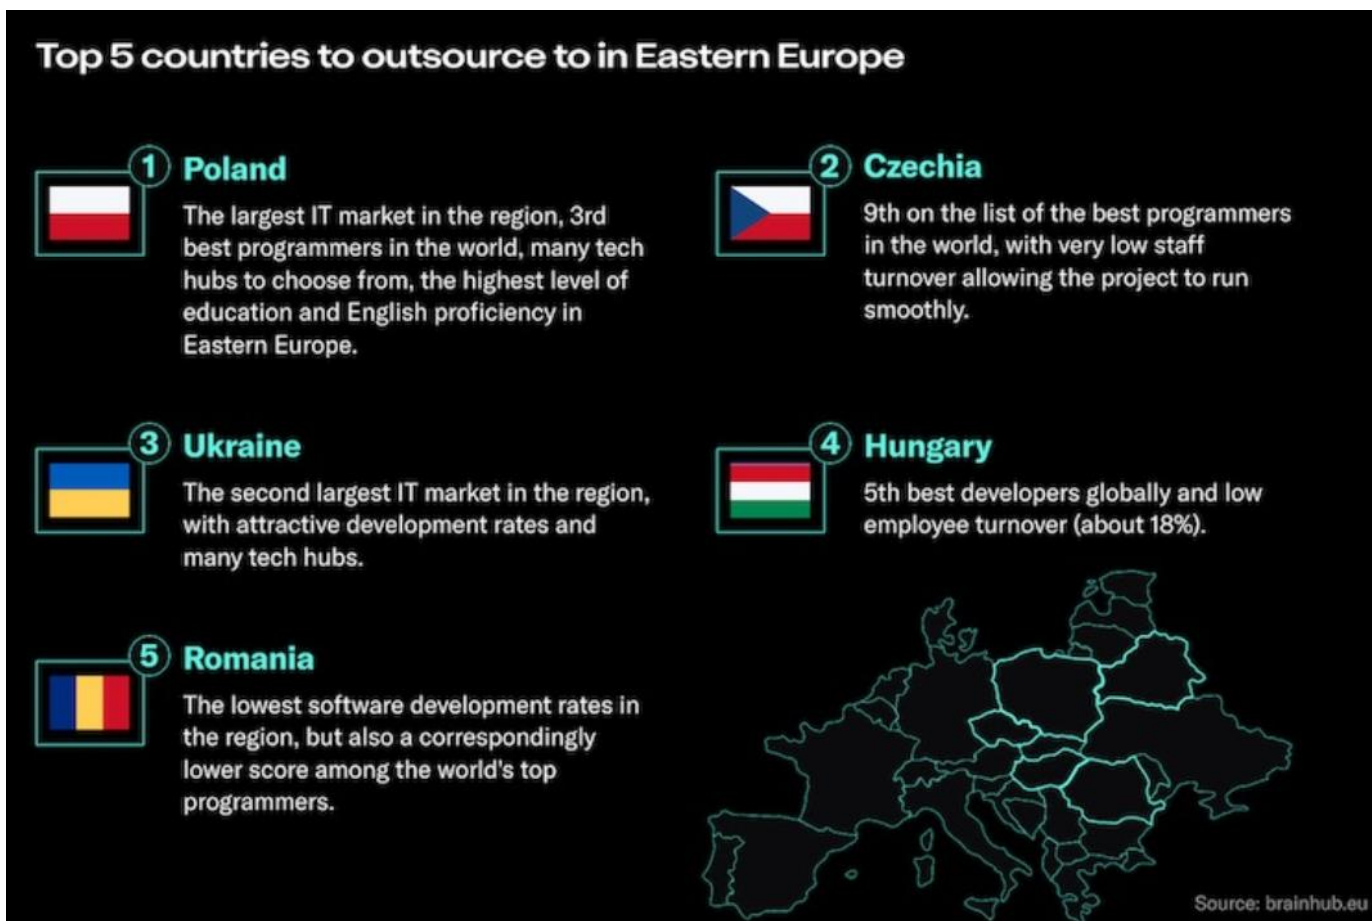 Top 5 countries to outsource to in Eastern Europe
1 Poland
The largest IT market in the region, 3rd
best programmers in the world, many tech
hubs to choose from, the highest level of
education and English proficiency in
Eastern Europe.
2 Czechia
9th on the list of the best programmers
in the world, with very low staff
turnover allowing the project to run
smoothly.
3 Ukraine
The second largest IT market in the region,
with attractive development rates and
many tech hubs.
4 Hungary
5th best developers globally and low
employee turnover (about 18%).
5 Romania
The lowest software development rates in
the region, but also a correspondingly
lower score among the world's top
programmers.
Source: brainhub.eu